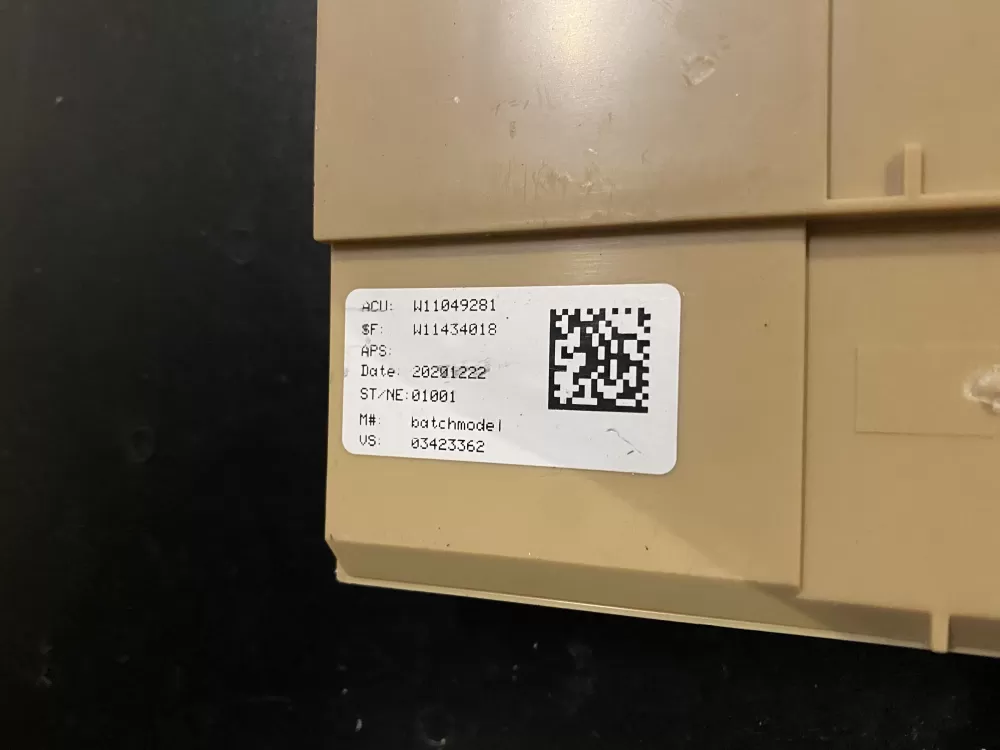 ACU: W11049281
$F: W11434018
APS:
Date: 20201222
ST/NE:01001
M#: batchmodel
VS: 03423362